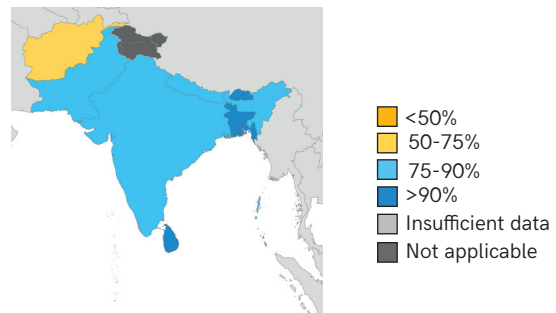 <50%
50-75%
75-90%
>90%
Insufficient data
Not applicable